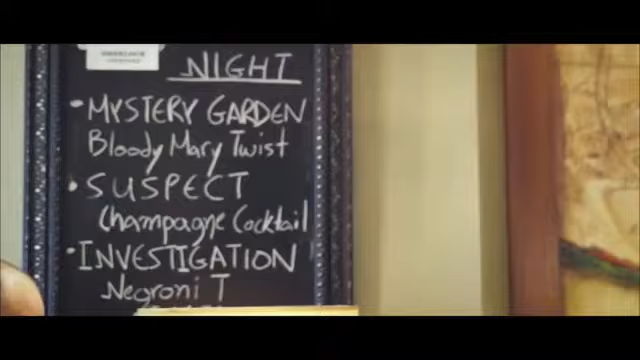 NIGHT
• MYSTERY GARDEN
Bloody Mary Twist
• SUSPECT
Champagne Cocktail
• INVESTIGATION
Negroni T